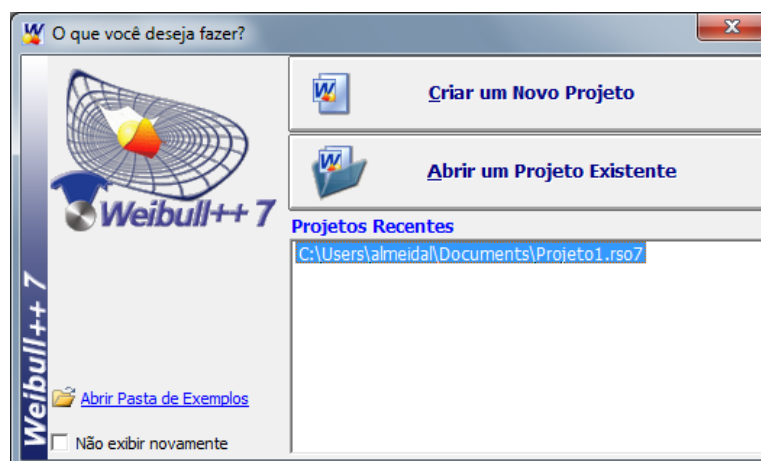 O que você deseja fazer?
Criar um Novo Projeto
Abrir um Projeto Existente
Weibull++ 7
Projetos Recentes
C:\Users\almeidal\Documents\Projeto1.rso7
Weibull++ 7
Abrir Pasta de Exemplos
Não exibir novamente